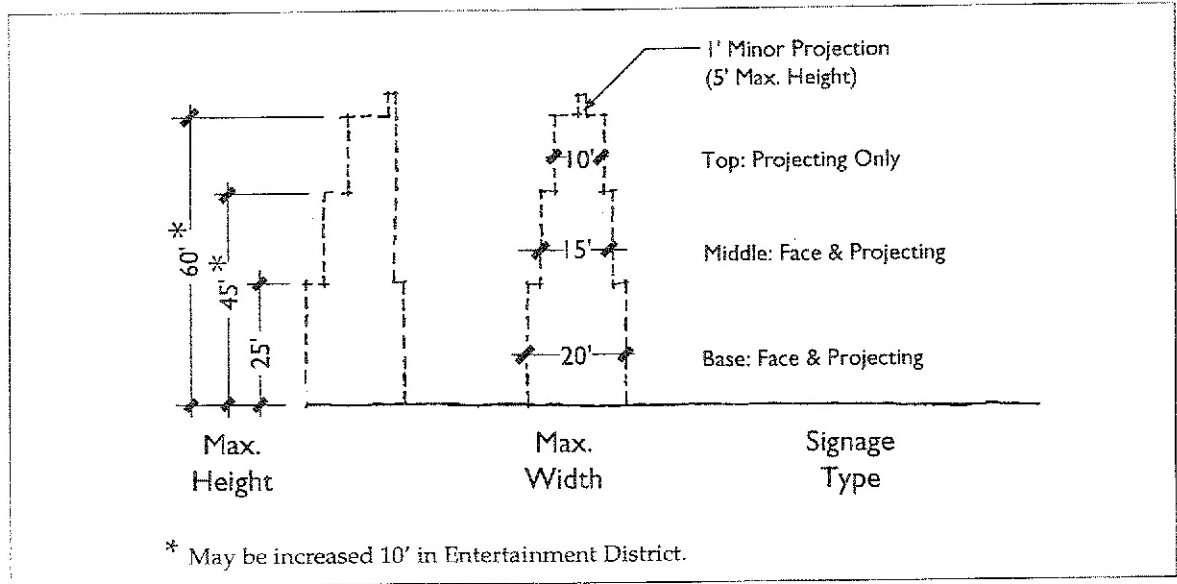 1' Minor Projection
(5' Max. Height)
10'
Top: Projecting Only
60' *
45' *
15'
Middle: Face & Projecting
25'
20'
Base: Face & Projecting
Max.
Height
Max.
Width
Signage
Type
* May be increased 10' in Entertainment District.